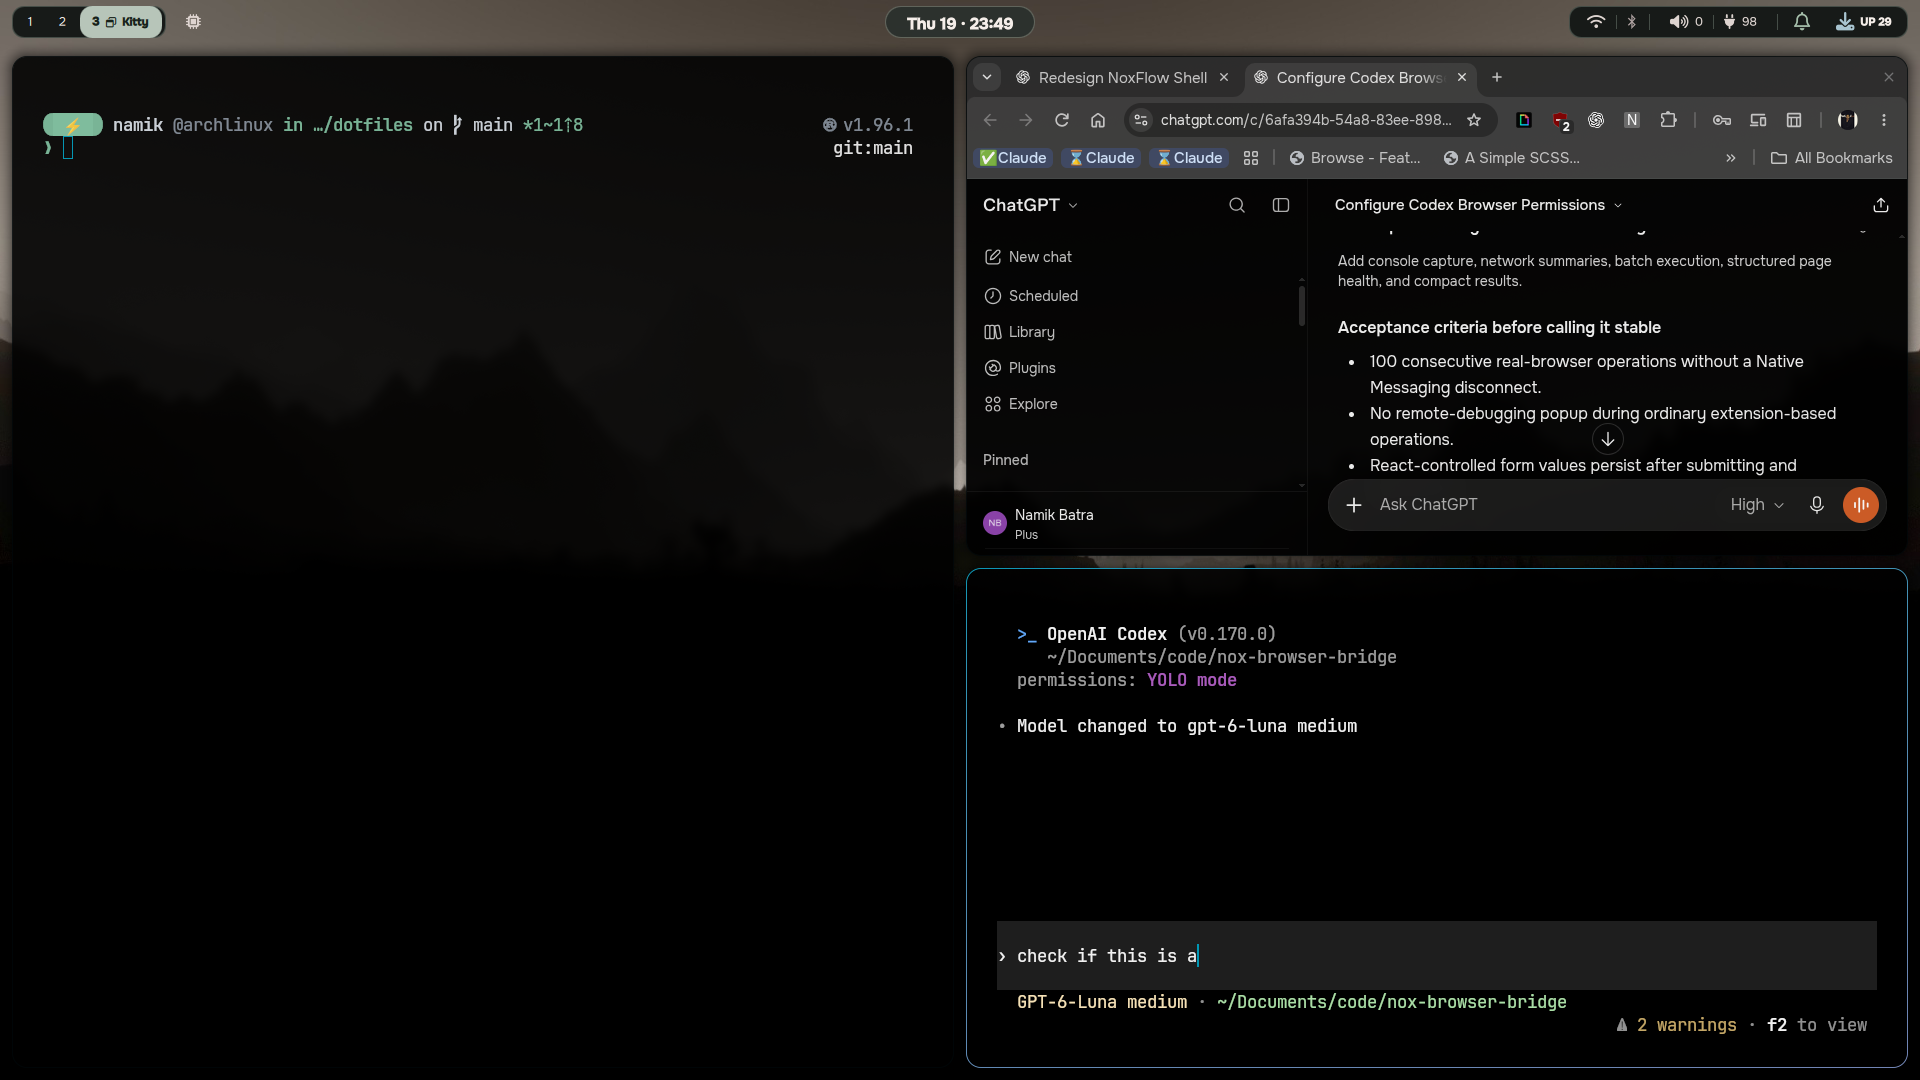 1 2 3 Kitty
Thu 19 · 23:49
0 98 UP 29
namik @archlinux in …/dotfiles on main *1~1↑8
v1.96.1
❯
git:main
Redesign NoxFlow Shell
Configure Codex Brows
chatgpt.com/c/6afa394b-54a8-83ee-898...
2
N
✅Claude ⌛Claude ⌛Claude
Browse - Feat...
A Simple SCSS...
» All Bookmarks
ChatGPT
New chat
Scheduled
Library
Plugins
Explore
Pinned
NB
Namik Batra
Plus
Configure Codex Browser Permissions
Add console capture, network summaries, batch execution, structured page
health, and compact results.
Acceptance criteria before calling it stable
• 100 consecutive real-browser operations without a Native
Messaging disconnect.
• No remote-debugging popup during ordinary extension-based
operations.
• React-controlled form values persist after submitting and
Ask ChatGPT
High
>_ OpenAI Codex (v0.170.0)
~/Documents/code/nox-browser-bridge
permissions: YOLO mode
• Model changed to gpt-6-luna medium
› check if this is a
GPT-6-Luna medium · ~/Documents/code/nox-browser-bridge
⚠ 2 warnings · f2 to view